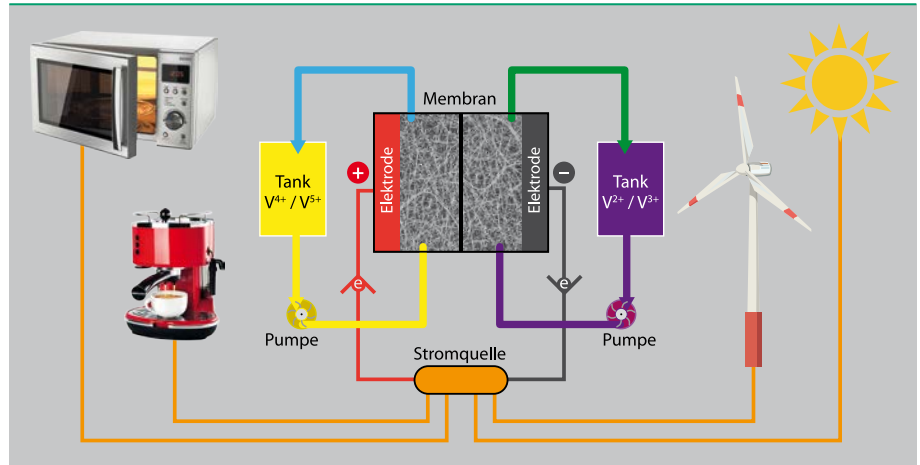 Membran
Tank
V⁴⁺ / V⁵⁺
+
Elektrode
Elektrode
−
Tank
V²⁺ / V³⁺
e
e
Pumpe
Pumpe
Stromquelle